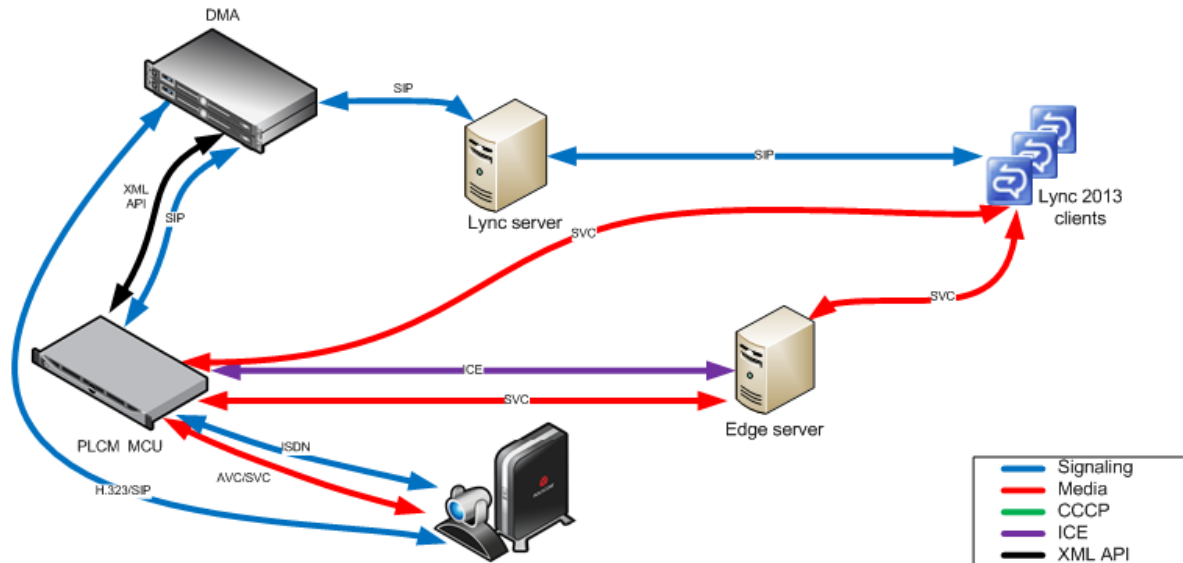 DMA
SIP
SIP
XML
API
SIP
Lync server
Lync 2013
clients
SVC
SVC
ICE
SVC
Edge server
PLCM MCU
ISDN
AVC/SVC
H.323/SIP
Signaling
Media
CCCP
ICE
XML API